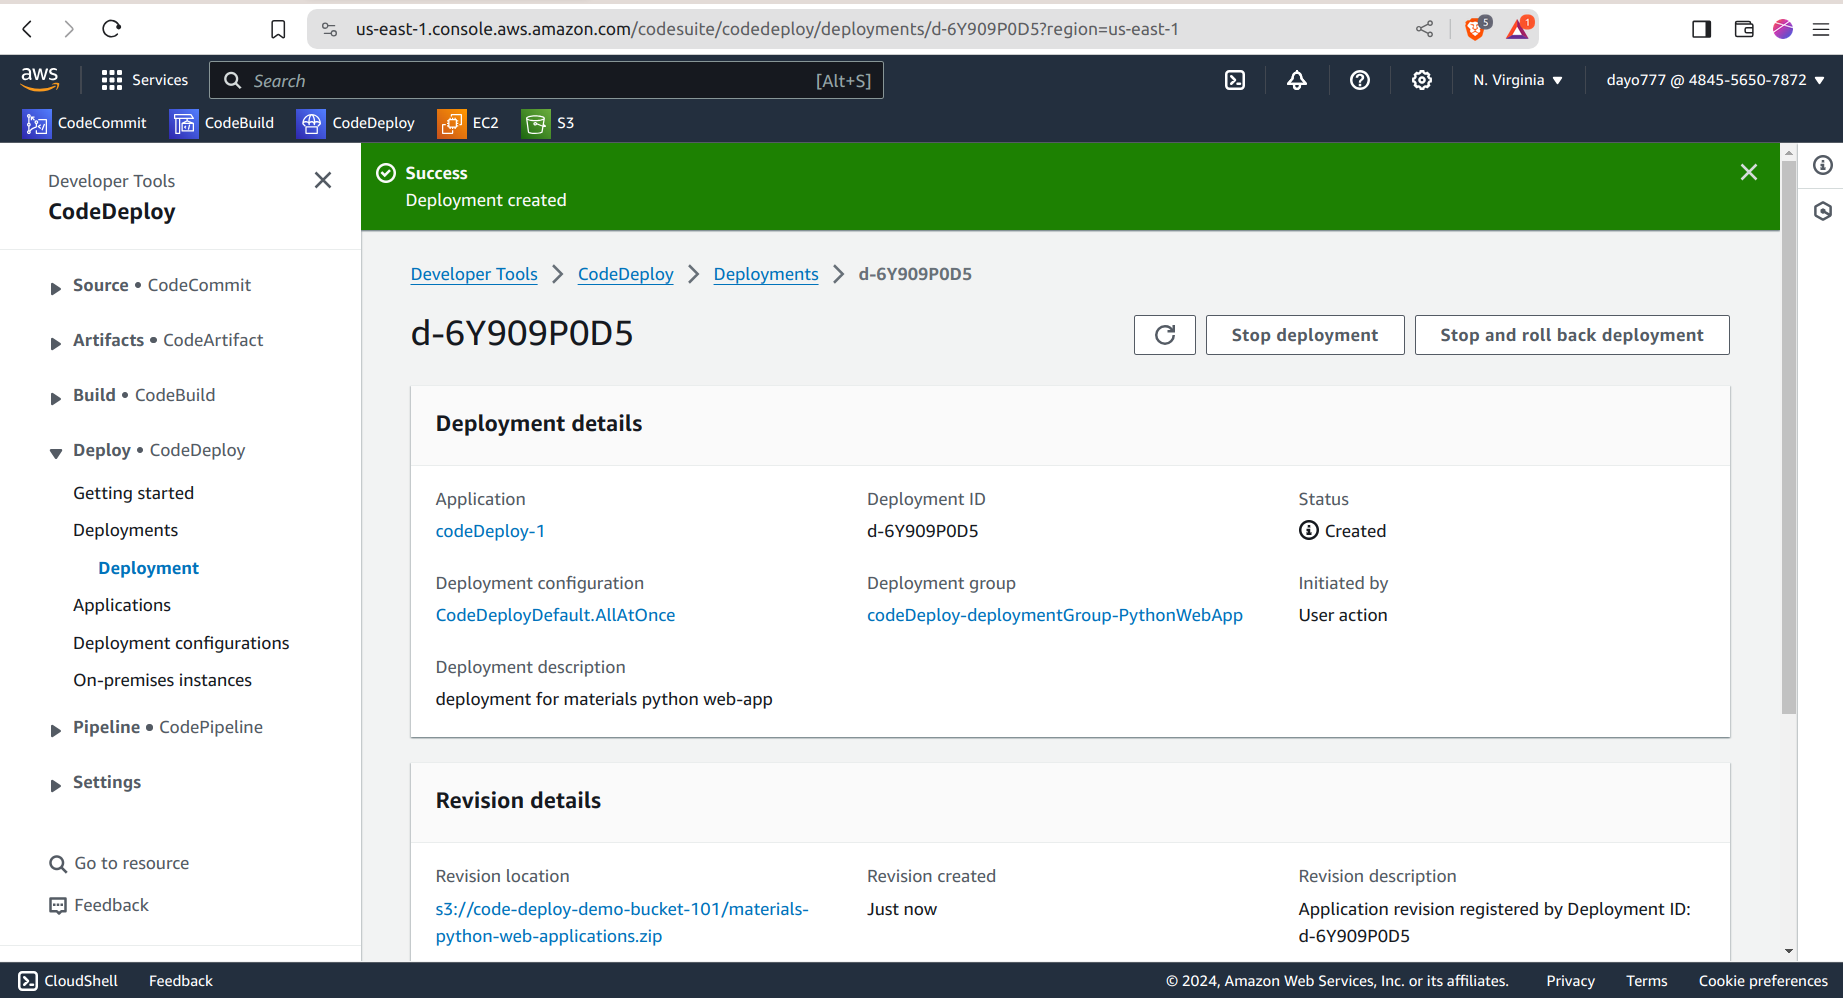 us-east-1.console.aws.amazon.com/codesuite/codedeploy/deployments/d-6Y909P0D5?region=us-east-1
5
1
aws
Services
Search
[Alt+S]
N. Virginia
dayo777 @ 4845-5650-7872
CodeCommit
CodeBuild
CodeDeploy
EC2
S3
Developer Tools
CodeDeploy
Source • CodeCommit
Artifacts • CodeArtifact
Build • CodeBuild
Deploy • CodeDeploy
Getting started
Deployments
Deployment
Applications
Deployment configurations
On-premises instances
Pipeline • CodePipeline
Settings
Go to resource
Feedback
Success
Deployment created
Developer Tools
CodeDeploy
Deployments
d-6Y909P0D5
d-6Y909P0D5
Stop deployment
Stop and roll back deployment
Deployment details
Application
codeDeploy-1
Deployment ID
d-6Y909P0D5
Status
Created
Deployment configuration
CodeDeployDefault.AllAtOnce
Deployment group
codeDeploy-deploymentGroup-PythonWebApp
Initiated by
User action
Deployment description
deployment for materials python web-app
Revision details
Revision location
s3://code-deploy-demo-bucket-101/materials-
python-web-applications.zip
Revision created
Just now
Revision description
Application revision registered by Deployment ID:
d-6Y909P0D5
CloudShell
Feedback
© 2024, Amazon Web Services, Inc. or its affiliates.
Privacy
Terms
Cookie preferences